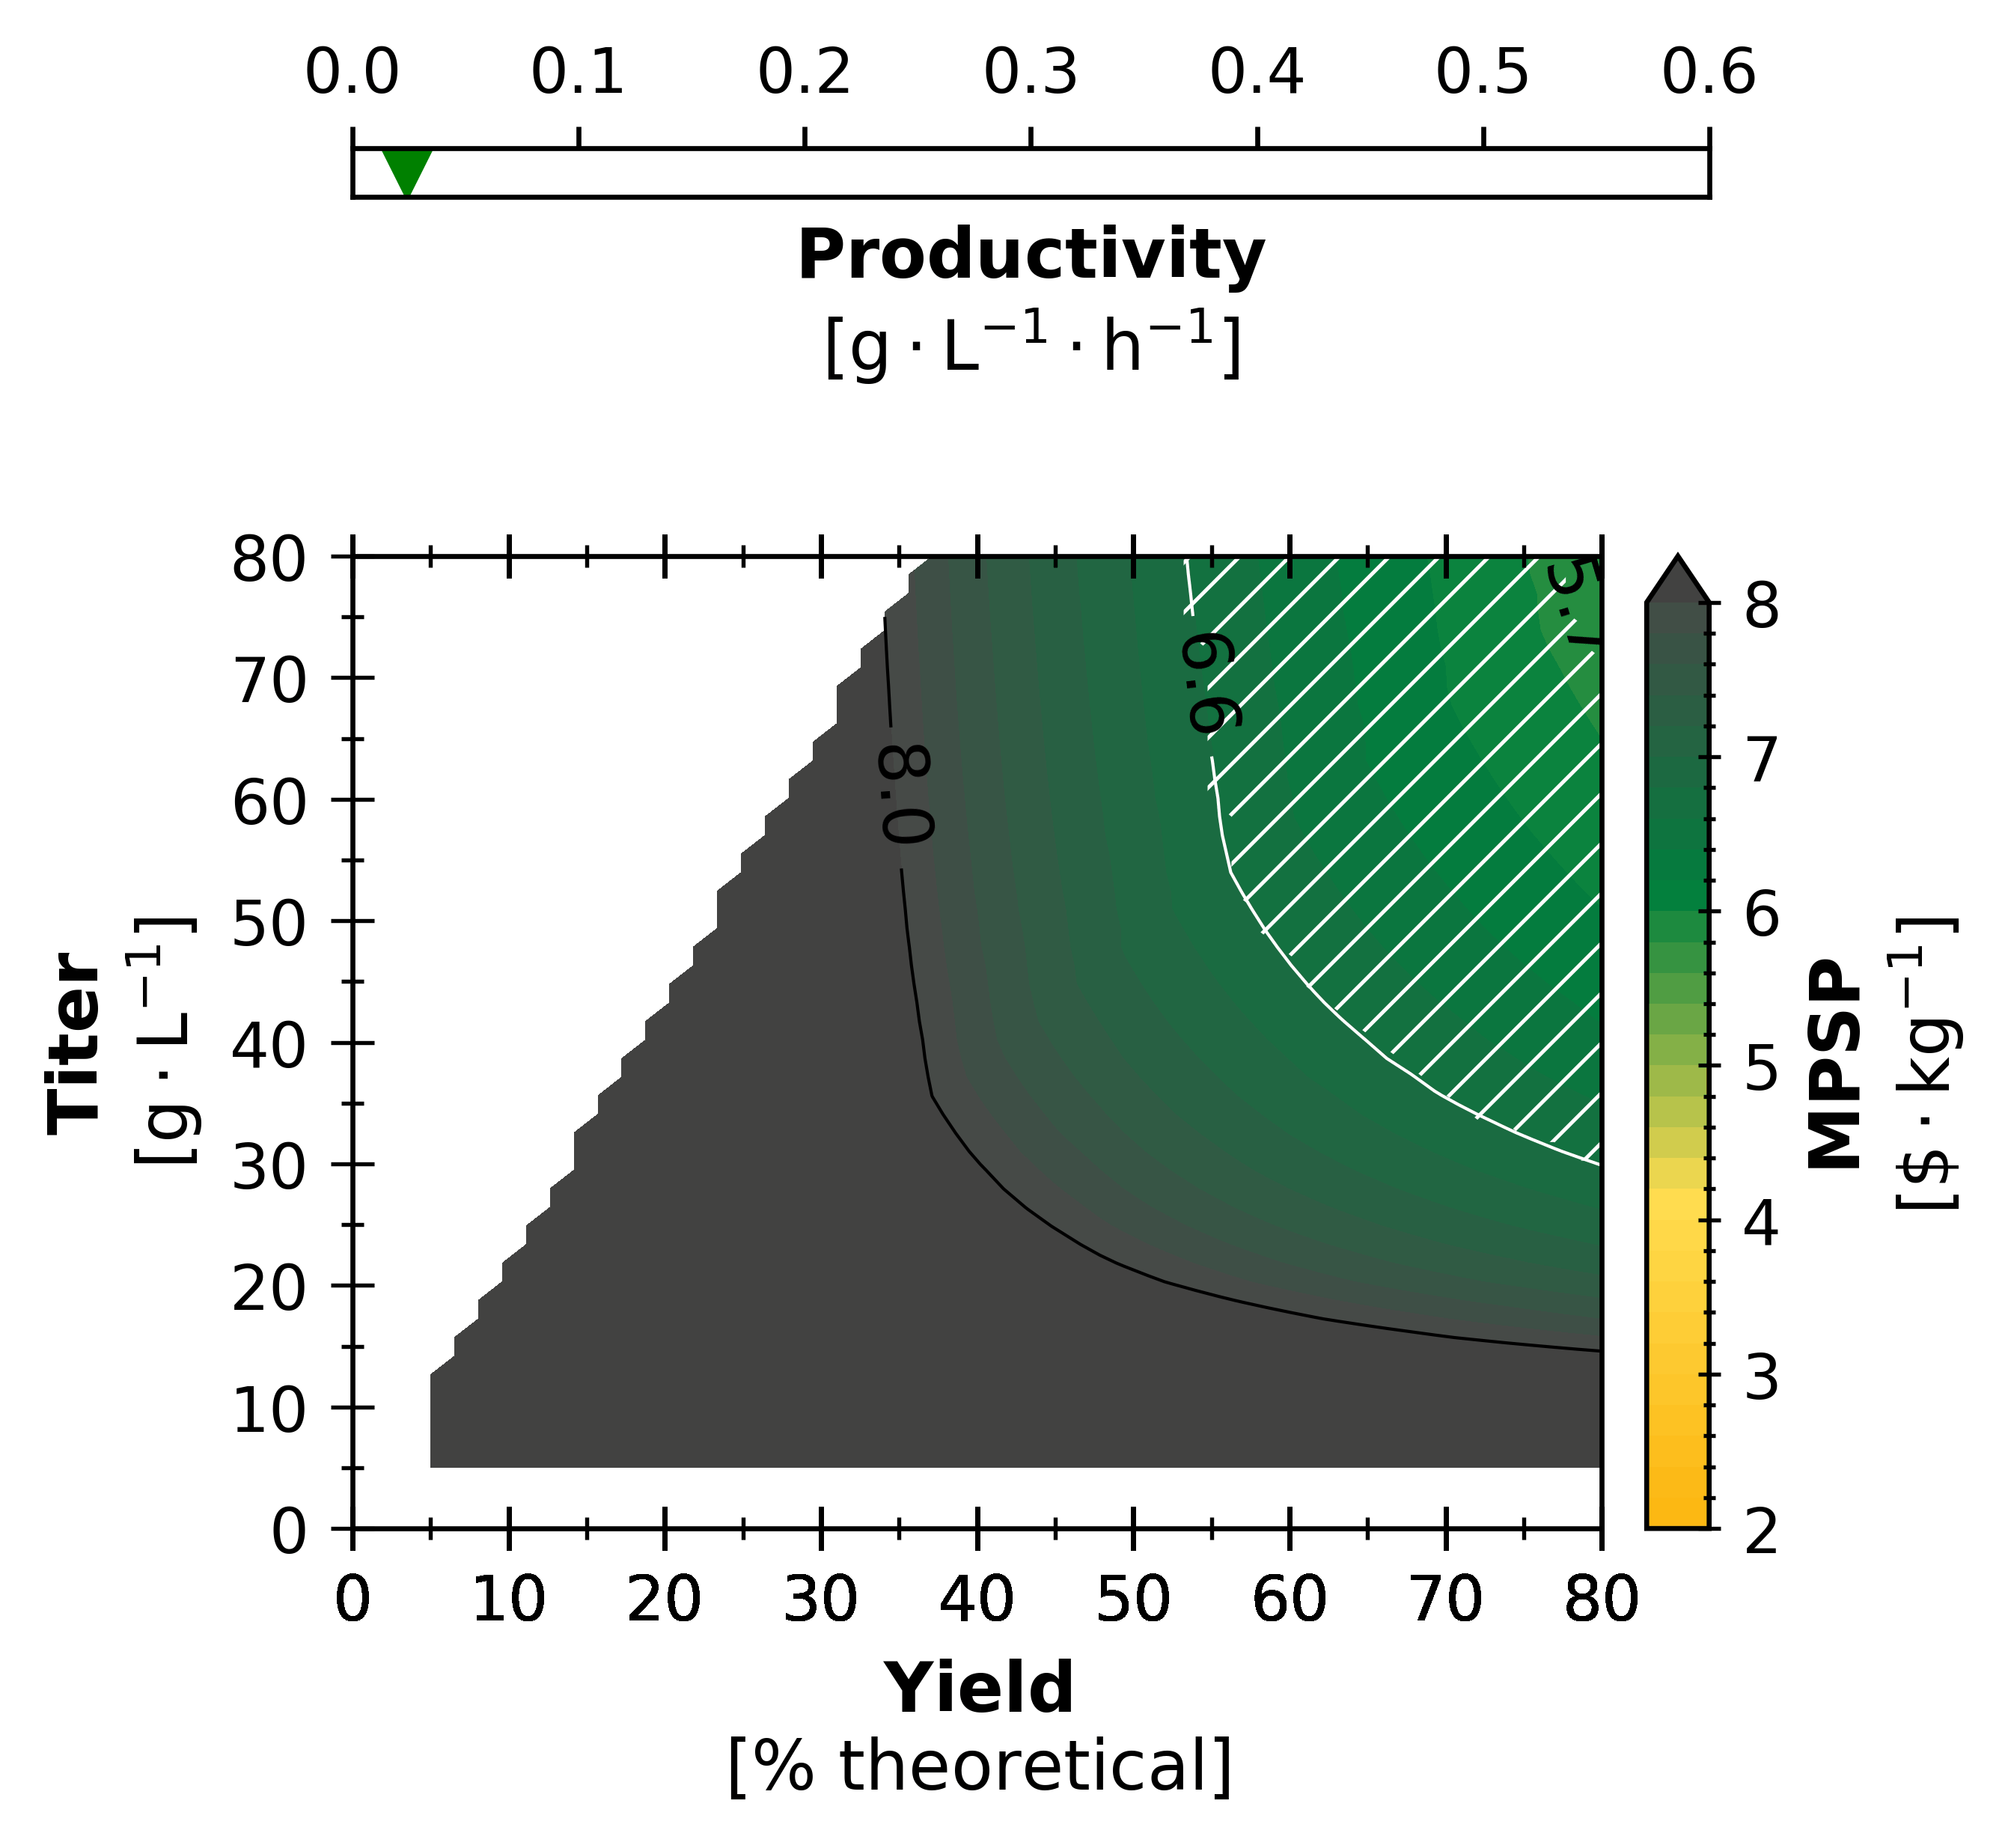 0.0 0.1 0.2 0.3 0.4 0.5 0.6
Productivity
[g · L⁻¹ · h⁻¹]
80
70
60
50
40
30
20
10
0
Titer
[g · L⁻¹]
8.0
6.6
8
7
6
5
4
3
2
MPSP
[$ · kg⁻¹]
0 10 20 30 40 50 60 70 80
Yield
[% theoretical]